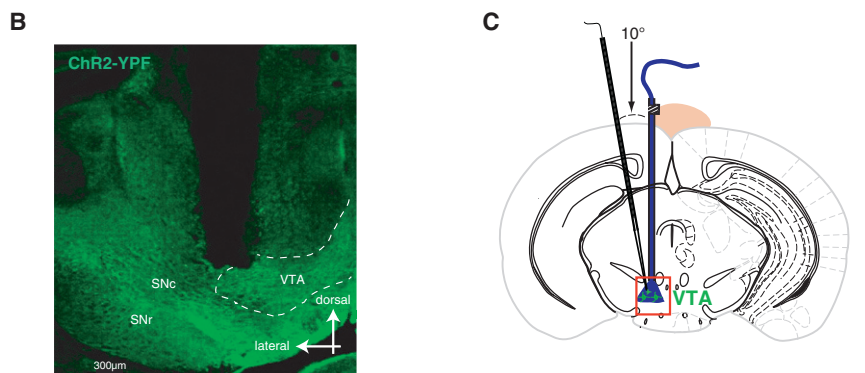 B
ChR2-YPF
SNc
VTA
SNr
dorsal
lateral
300µm
C
10°
VTA